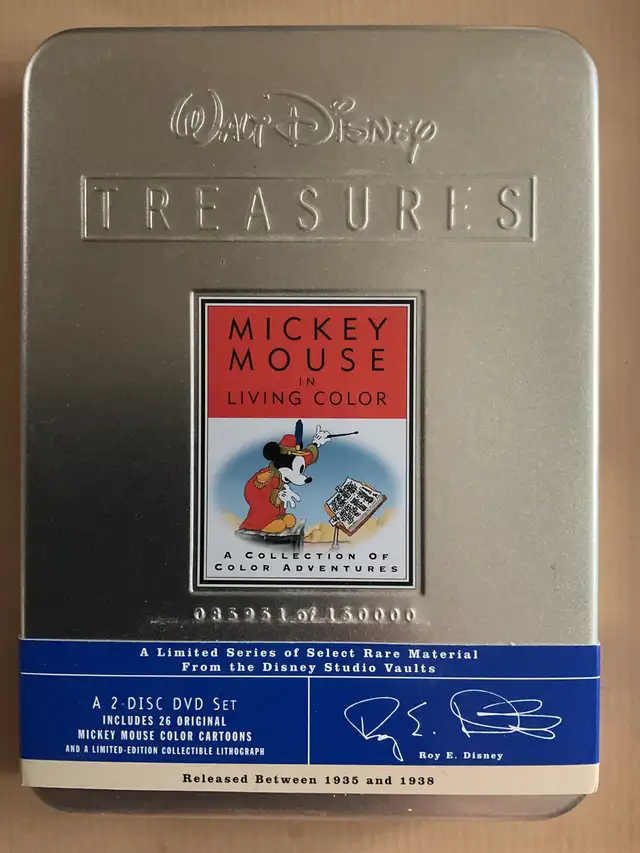 WALT DISNEY
TREASURES
MICKEY
MOUSE
IN
LIVING COLOR
A COLLECTION OF
COLOR ADVENTURES
035951 of 150000
A Limited Series of Select Rare Material
From the Disney Studio Vaults
A 2-DISC DVD SET
INCLUDES 26 ORIGINAL
MICKEY MOUSE COLOR CARTOONS
AND A LIMITED-EDITION COLLECTIBLE LITHOGRAPH
Roy E. Disney
Roy E. Disney
Released Between 1935 and 1938